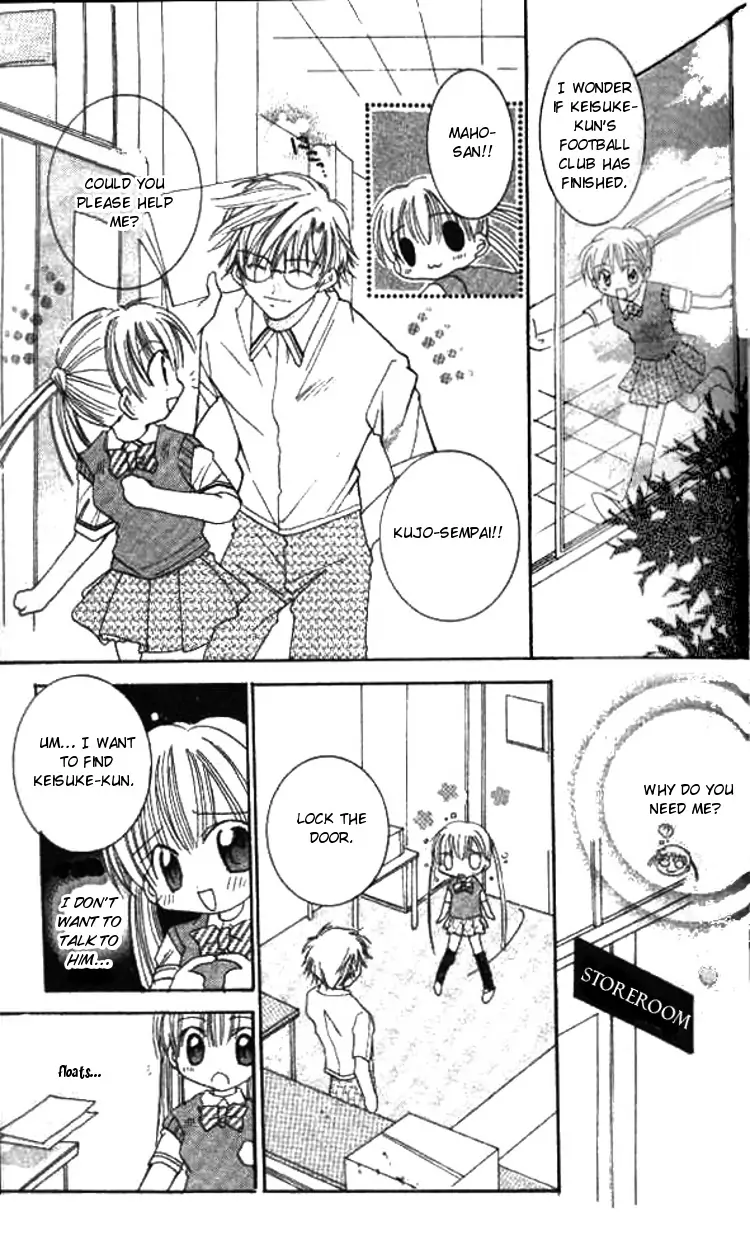 I WONDER
IF KEISUKE-
KUN'S
FOOTBALL
CLUB HAS
FINISHED.
MAHO-
SAN!!
COULD YOU
PLEASE HELP
ME?
KUJO-SEMPAI!!
WHY DO YOU
NEED ME?
STOREROOM
LOCK THE
DOOR.
UM... I WANT
TO FIND
KEISUKE-KUN.
I DON'T
WANT TO
TALK TO
HIM...
floats...